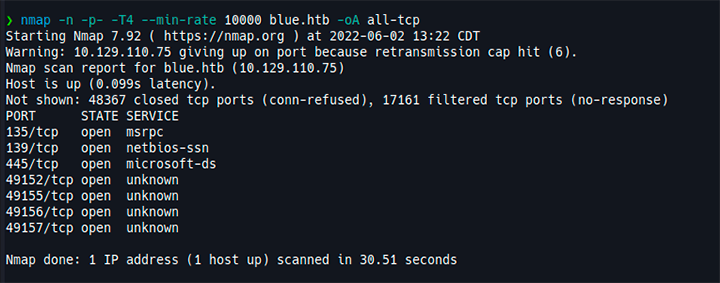 ❯ nmap -n -p- -T4 --min-rate 10000 blue.htb -oA all-tcp
Starting Nmap 7.92 ( https://nmap.org ) at 2022-06-02 13:22 CDT
Warning: 10.129.110.75 giving up on port because retransmission cap hit (6).
Nmap scan report for blue.htb (10.129.110.75)
Host is up (0.099s latency).
Not shown: 48367 closed tcp ports (conn-refused), 17161 filtered tcp ports (no-response)
PORT      STATE SERVICE
135/tcp   open  msrpc
139/tcp   open  netbios-ssn
445/tcp   open  microsoft-ds
49152/tcp open  unknown
49155/tcp open  unknown
49156/tcp open  unknown
49157/tcp open  unknown
Nmap done: 1 IP address (1 host up) scanned in 30.51 seconds